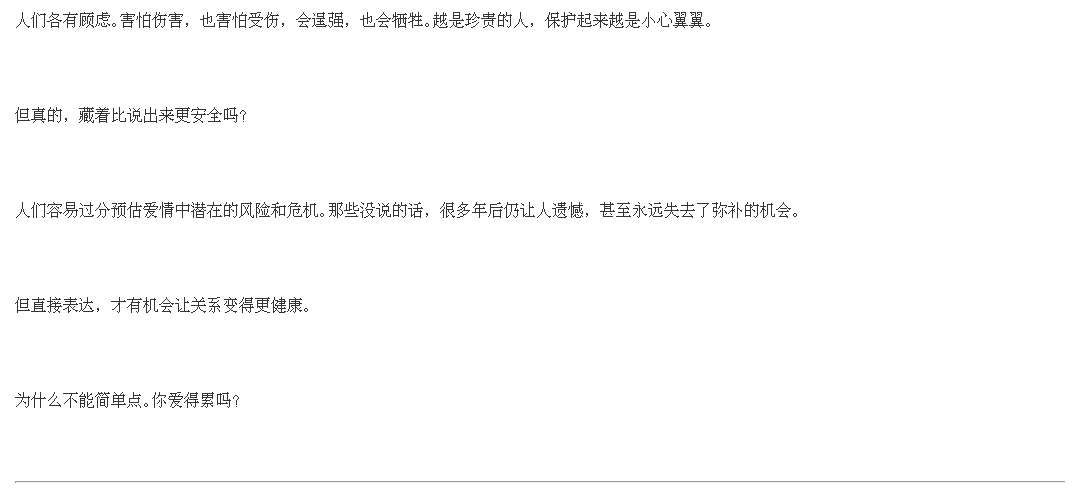 人们各有顾虑。害怕伤害，也害怕受伤，会逞强，也会牺牲。越是珍贵的人，保护起来越是小心翼翼。
但真的，藏着比说出来更安全吗？
人们容易过分预估爱情中潜在的风险和危机。那些没说的话，很多年后仍让人遗憾，甚至永远失去了弥补的机会。
但直接表达，才有机会让关系变得更健康。
为什么不能简单点。你爱得累吗？